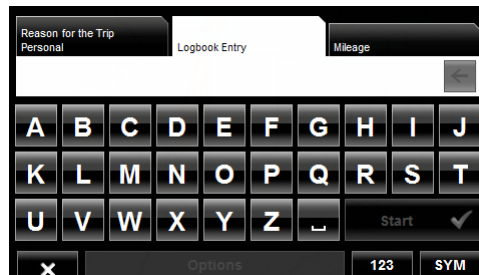 Reason for the Trip
Personal
Logbook Entry
Mileage
A B C D E F G H I J
K L M N O P Q R S T
U V W X Y Z Start
Options 123 SYM